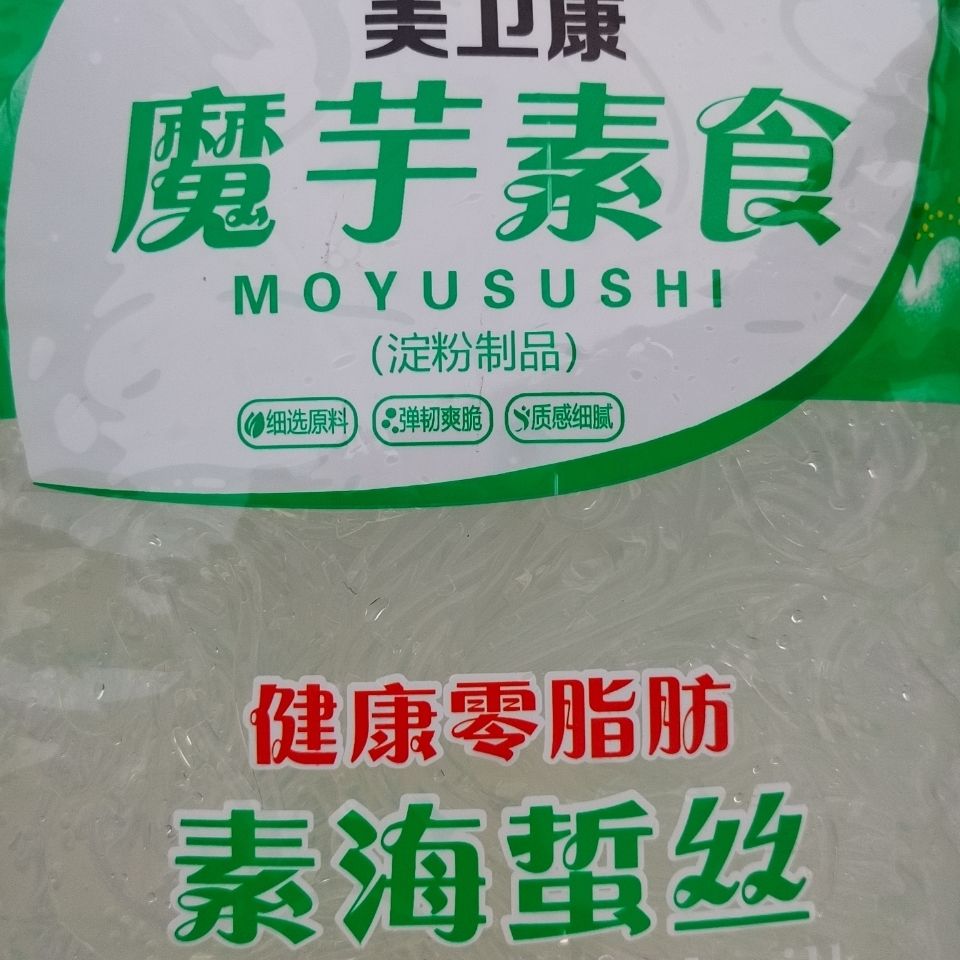 美卫康
魔芋素食
MOYUSUSHI
(淀粉制品)
细选原料 弹韧爽脆 质感细腻
健康零脂肪
素海蜇丝